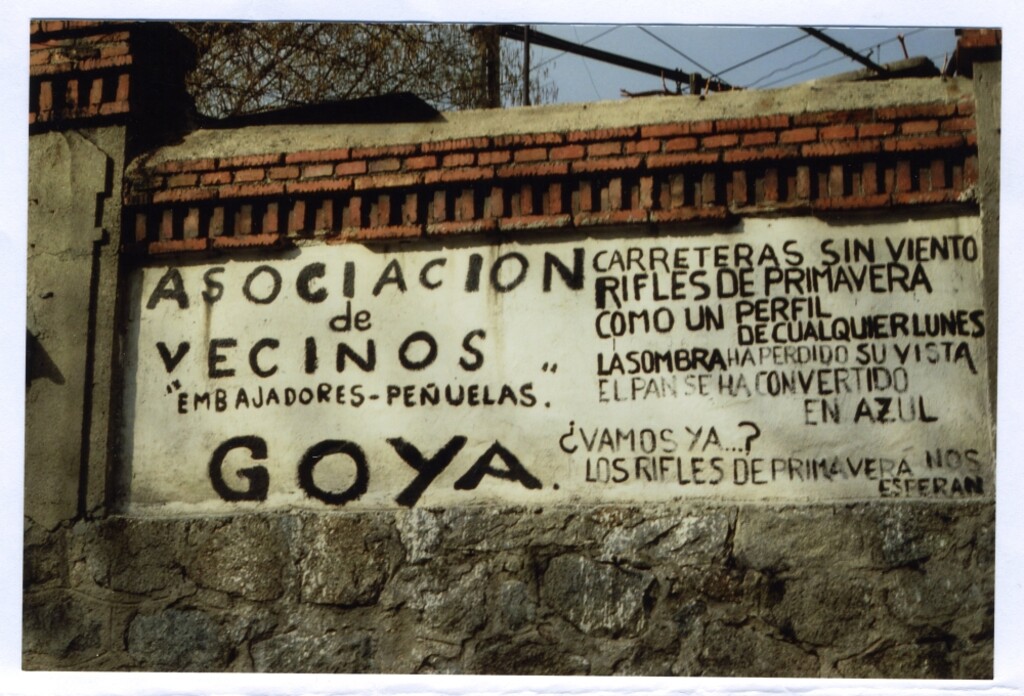 ASOCIACION
de
VECINOS
"EMBAJADORES-PEÑUELAS."
GOYA.
CARRETERAS SIN VIENTO
RIFLES DE PRIMAVERA
COMO UN PERFIL
DE CUALQUIER LUNES
LA SOMBRA HA PERDIDO SU VISTA
EL PAN SE HA CONVERTIDO
EN AZUL
¿VAMOS YA...?
LOS RIFLES DE PRIMAVERA NOS
ESPERAN